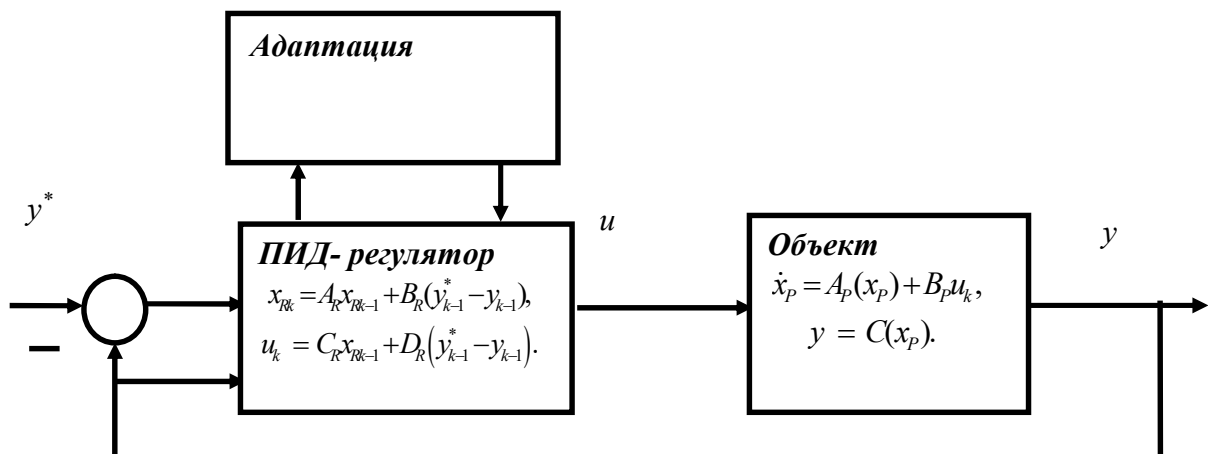 Адаптация
y*
ПИД- регулятор
x_{Rk} = A_R x_{Rk-1} + B_R(y*_{k-1} − y_{k-1}),
u_k = C_R x_{Rk-1} + D_R(y*_{k-1} − y_{k-1}).
u
Объект
ẋ_P = A_P(x_P) + B_P u_k,
y = C(x_P).
y
−